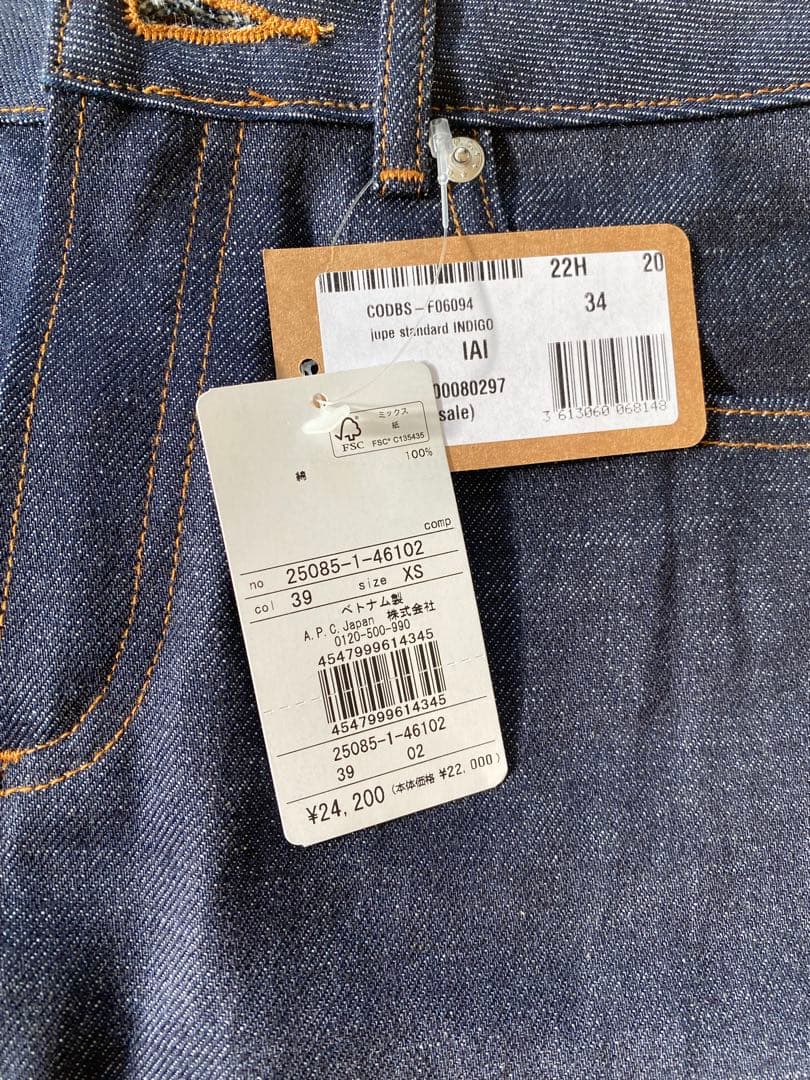 22H 20
CODBS-F06094 34
jupe standard INDIGO
IAI
00080297
sale)
3 613060 068148
ミックス
紙
FSC
FSC® C135435
100%
綿
comp
no 25085-1-46102
col 39 size XS
ベトナム製
A.P.C.Japan 株式会社
0120-500-990
4547999614345
4547999614345
25085-1-46102
39 02
¥24,200 (本体価格 ¥22,000)